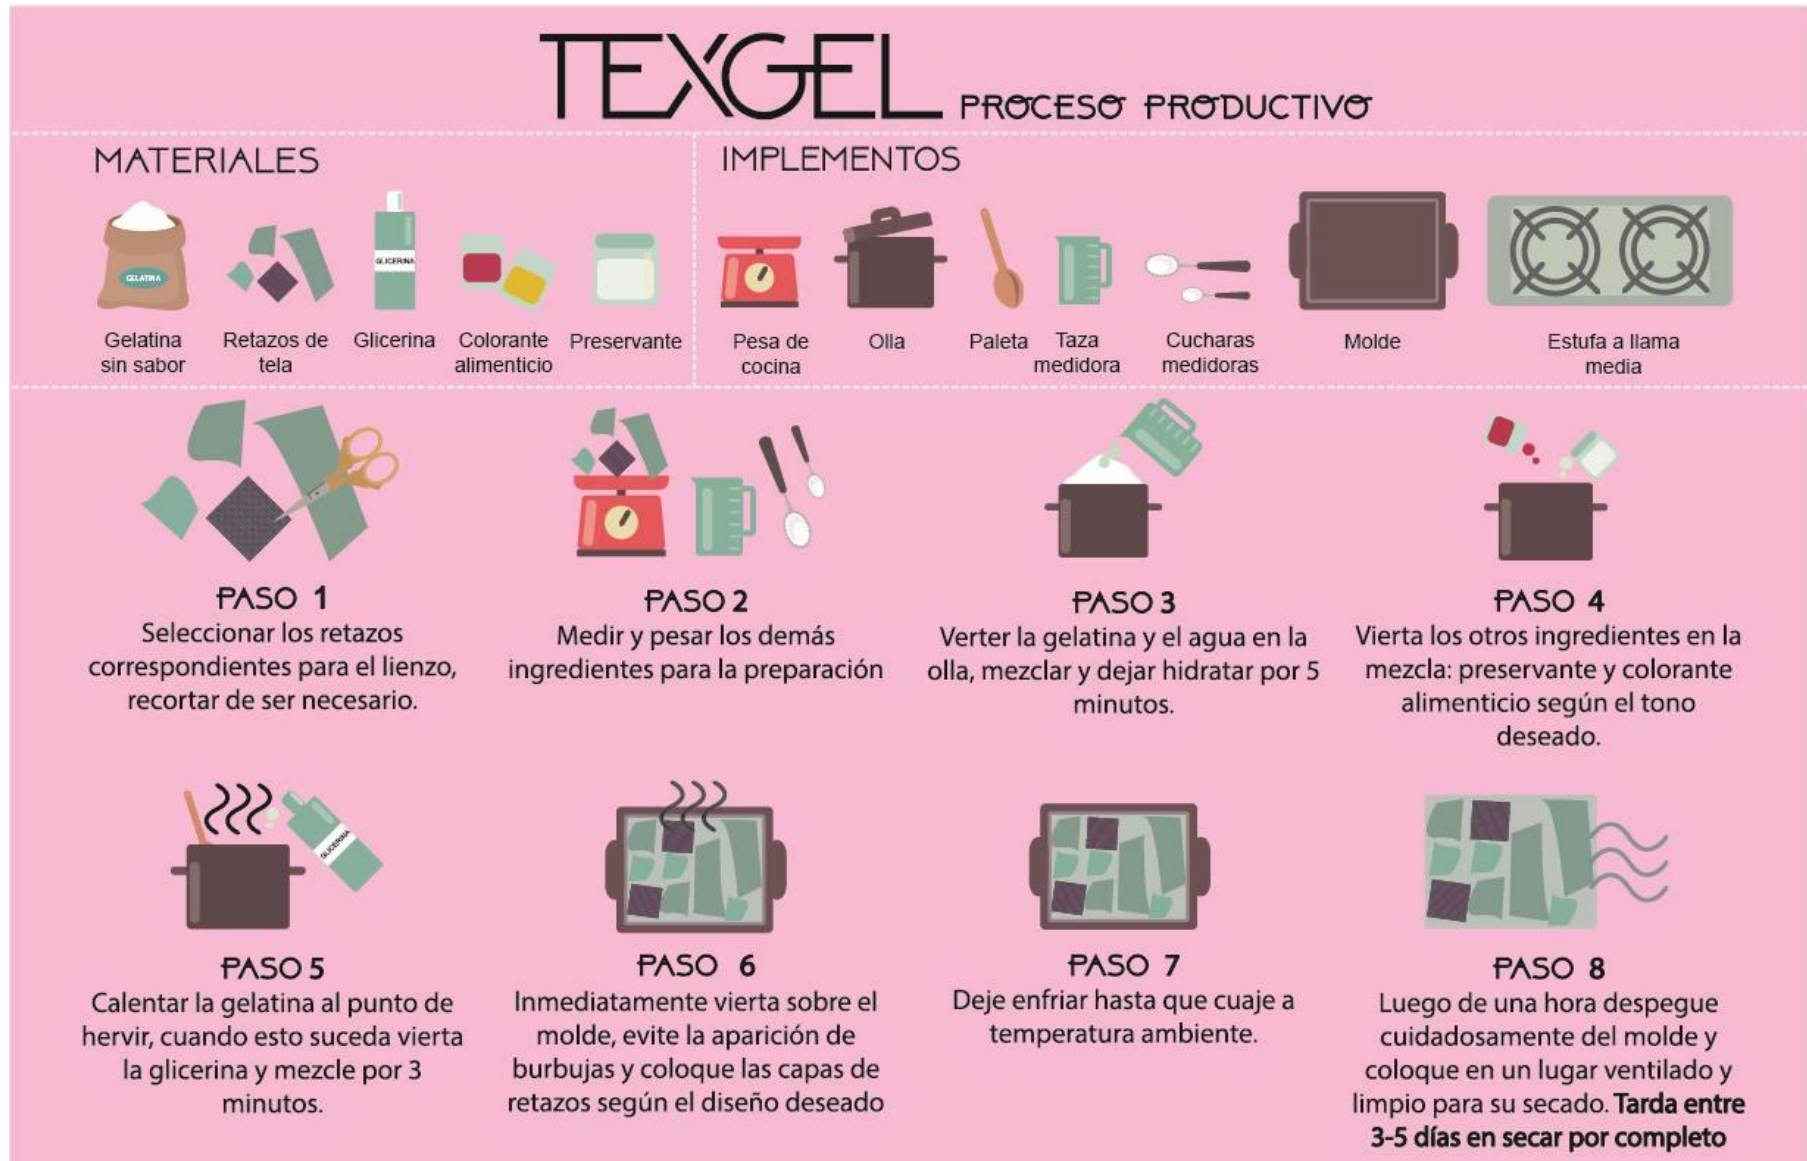 TEXGEL PROCESO PRODUCTIVO
MATERIALES
GELATINA
GLICERINA
Gelatina
sin sabor
Retazos de
tela
Glicerina
Colorante
alimenticio
Preservante
IMPLEMENTOS
Pesa de
cocina
Olla
Paleta
Taza
medidora
Cucharas
medidoras
Molde
Estufa a llama
media
PASO 1
Seleccionar los retazos
correspondientes para el lienzo,
recortar de ser necesario.
PASO 2
Medir y pesar los demás
ingredientes para la preparación
PASO 3
Verter la gelatina y el agua en la
olla, mezclar y dejar hidratar por 5
minutos.
PASO 4
Vierta los otros ingredientes en la
mezcla: preservante y colorante
alimenticio según el tono
deseado.
GLICERINA
PASO 5
Calentar la gelatina al punto de
hervir, cuando esto suceda vierta
la glicerina y mezcle por 3
minutos.
PASO 6
Inmediatamente vierta sobre el
molde, evite la aparición de
burbujas y coloque las capas de
retazos según el diseño deseado
PASO 7
Deje enfriar hasta que cuaje a
temperatura ambiente.
PASO 8
Luego de una hora despegue
cuidadosamente del molde y
coloque en un lugar ventilado y
limpio para su secado. Tarda entre
3-5 días en secar por completo